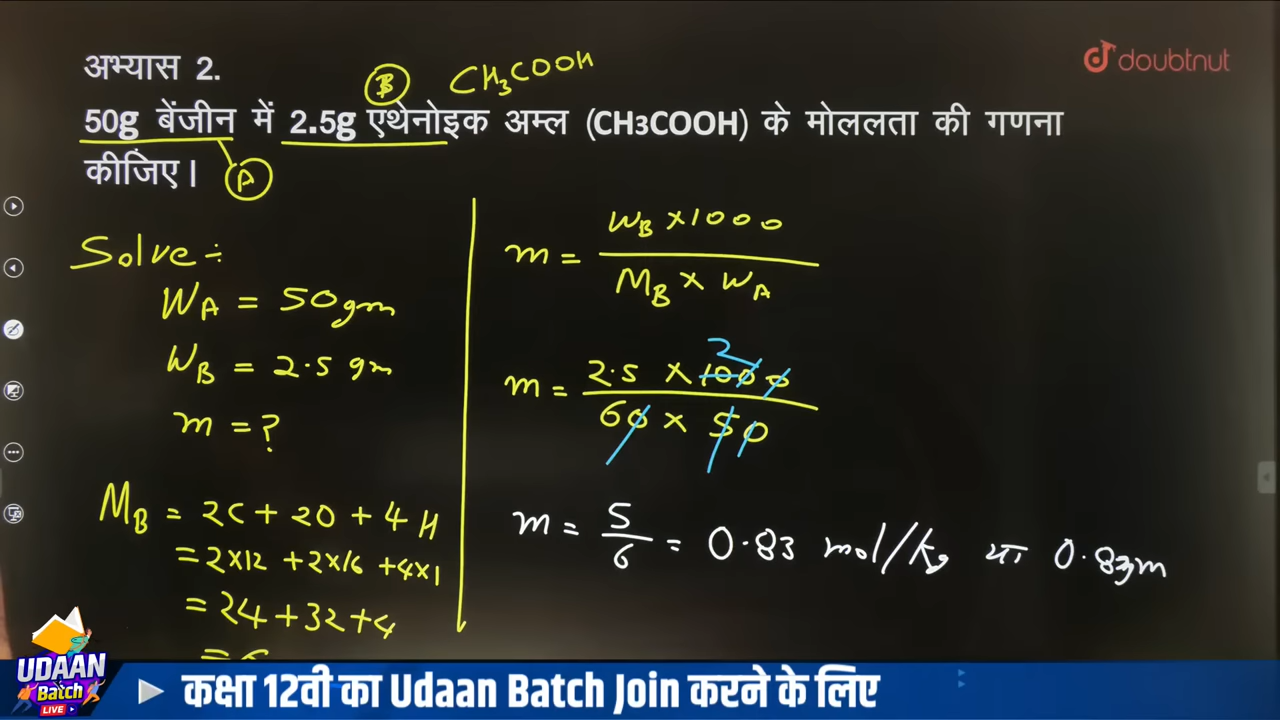 अभ्यास 2.
B CH3COOH
doubtnut
50g बेंजीन में 2.5g एथेनोइक अम्ल (CH3COOH) के मोललता की गणना
कीजिए।
A
Solve ÷
WA = 50gm
WB = 2.5 gm
m = ?
MB = 2C + 2O + 4H
= 2×12 + 2×16 + 4×1
= 24 + 32 + 4
m = WB × 1000 / MB × WA
2
m = 2.5 × 1000 / 60 × 50
m = 5/6 = 0.83 mol/kg या 0.83m
UDAAN
Batch
LIVE
कक्षा 12वी का Udaan Batch Join करने के लिए